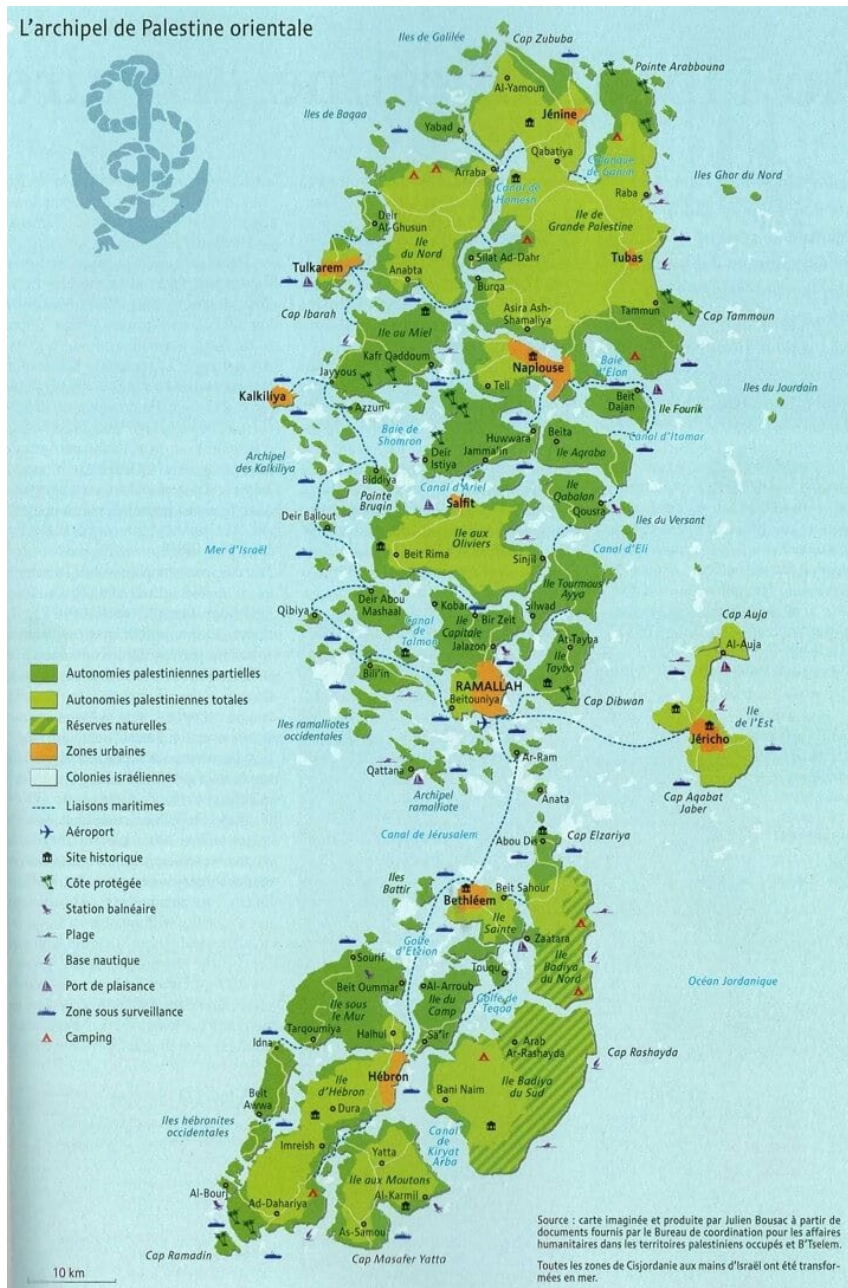 L'archipel de Palestine orientale
Iles de Galilée
Cap Zububa
Pointe Arabbouna
Al-Yamoun
Jénine
Iles de Baqaa
Yabad
Qabatiya
Arraba
Calanque
de Ganim
Canal de
Homesh
Raba
Iles Ghor du Nord
Deir
Al-Ghusun
Ile de
Grande Palestine
Ile
du Nord
Silat Ad-Dahr
Tubas
Tulkarem
Anabta
Burqa
Cap Ibarah
Asira Ash-
Shamaliya
Tammun
Cap Tammoun
Ile au Miel
Kafr Qaddoum
Naplouse
Baie
d'Elon
Jayyous
Tell
Beit
Dajan
Iles du Jourdain
Kalkiliya
Azzun
Ile Fourik
Baie de
Shomron
Huwwara
Beita
Canal d'Itamar
Archipel
des Kalkiliya
Deir
Istiya
Jamma'in
Ile Aqraba
Biddiya
Pointe
Bruqin
Canal d'Ariel
Salfit
Ile
Qabalan
Qousra
Deir Ballout
Iles du Versant
Mer d'Israël
Ile aux
Oliviers
Beit Rima
Canal d'Eli
Sinjil
Deir Abou
Mashaal
Ile Tourmous
Ayya
Qibiya
Kobar
Silwad
Cap Auja
Canal
de
Talmon
Ile
Capitale
Bir Zeit
At-Tayba
Al-Auja
Jalazon
Ile
Tayba
Bili'in
RAMALLAH
Beitouniya
Cap Dibwan
Ile
de l'Est
Iles ramalliotes
occidentales
Jéricho
Ar-Ram
Qattana
Archipel
ramalliote
Anata
Cap Aqabat
Jaber
Canal de Jérusalem
Abou Dis
Cap Elzariya
Iles
Battir
Bethléem
Beit Sahour
Ile
Sainte
Golfe
d'Etzion
Zaatara
Ile
Badiya
du Nord
Sourif
Touqu'
Océan Jordanique
Beit Oummar
Al-Arroub
Ile du
Camp
Golfe de
Teqoa
Ile sous
le Mur
Tarqoumiya
Halhul
Sa'ir
Idna
Arab
Ar-Rashayda
Cap Rashayda
Hébron
Beit
Awwa
Ile
d'Hébron
Bani Naim
Ile Badiya
du Sud
Dura
Iles hébronites
occidentales
Imreish
Canal
de
Kiryat
Arba
Yatta
Al-Bourj
Ile aux Moutons
Al-Karmil
Ad-Dahariya
As-Samou
Cap Ramadin
Cap Masafer Yatta
Autonomies palestiniennes partielles
Autonomies palestiniennes totales
Réserves naturelles
Zones urbaines
Colonies israéliennes
Liaisons maritimes
Aéroport
Site historique
Côte protégée
Station balnéaire
Plage
Base nautique
Port de plaisance
Zone sous surveillance
Camping
10 km
Source : carte imaginée et produite par Julien Bousac à partir de
documents fournis par le Bureau de coordination pour les affaires
humanitaires dans les territoires palestiniens occupés et B'Tselem.
Toutes les zones de Cisjordanie aux mains d'Israël ont été transfor-
mées en mer.